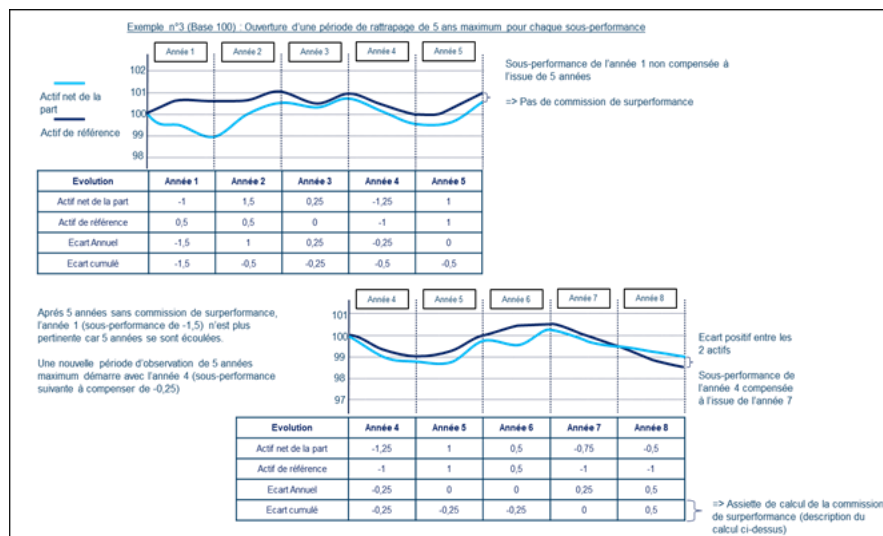 Exemple n°3 (Base 100) : Ouverture d'une période de rattrapage de 5 ans maximum pour chaque sous-performance
Année 1 Année 2 Année 3 Année 4 Année 5
102
101
100
99
98
Actif net de la
part
Actif de référence
Sous-performance de l'année 1 non compensée à
l'issue de 5 années
=> Pas de commission de surperformance
Evolution Année 1 Année 2 Année 3 Année 4 Année 5
Actif net de la part -1 1,5 0,25 -1,25 1
Actif de référence 0,5 0,5 0 -1 1
Ecart Annuel -1,5 1 0,25 -0,25 0
Ecart cumulé -1,5 -0,5 -0,25 -0,5 -0,5
Aprés 5 années sans commission de surperformance,
l'année 1 (sous-performance de -1,5) n'est plus
pertinente car 5 années se sont écoulées.
Une nouvelle période d'observation de 5 années
maximum démarre avec l'année 4 (sous-performance
suivante à compenser de -0,25)
Année 4 Année 5 Année 6 Année 7 Année 8
101
100
99
98
97
Ecart positif entre les
2 actifs
Sous-performance de
l'année 4 compensée
à l'issue de l'année 7
Evolution Année 4 Année 5 Année 6 Année 7 Année 8
Actif net de la part -1,25 1 0,5 -0,75 -0,5
Actif de référence -1 1 0,5 -1 -1
Ecart Annuel -0,25 0 0 0,25 0,5
Ecart cumulé -0,25 -0,25 -0,25 0 0,5
=> Assiette de calcul de la commission
de surperformance (description du
calcul ci-dessus)